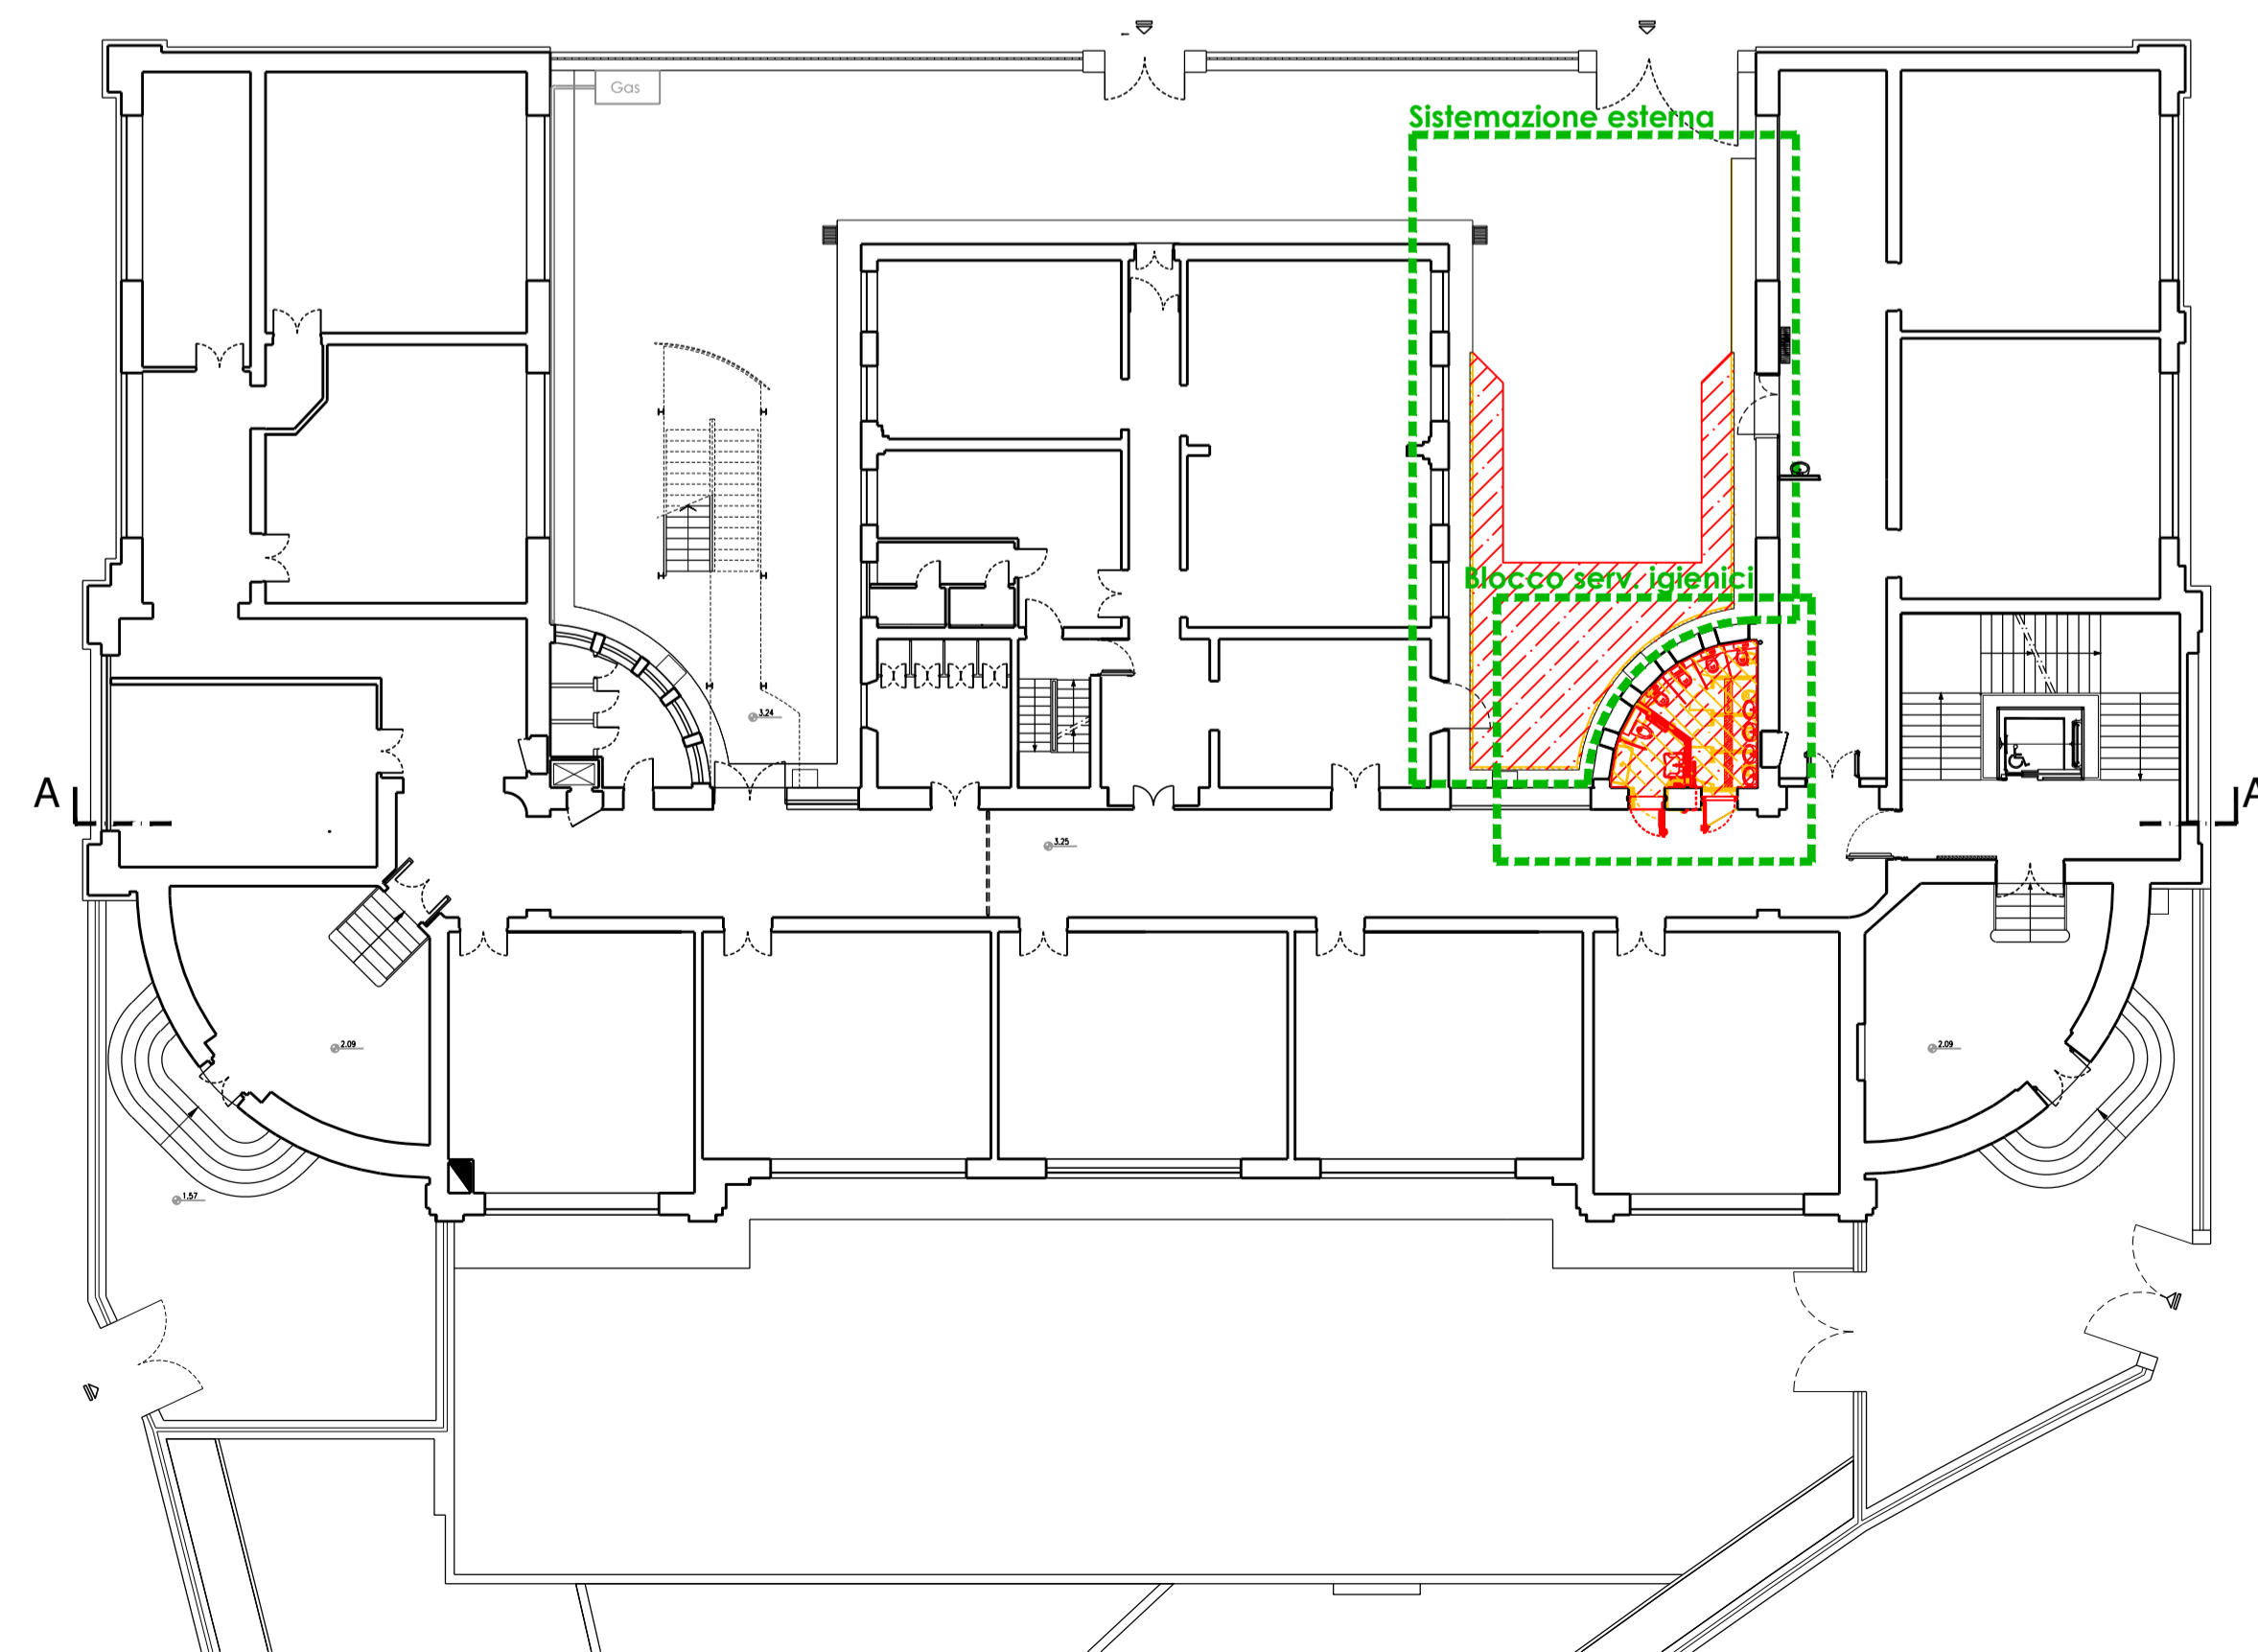 Gas
Sistemazione esterna
Blocco serv. igienici
3.24
A
A
3.25
2.09
2.09
1.57